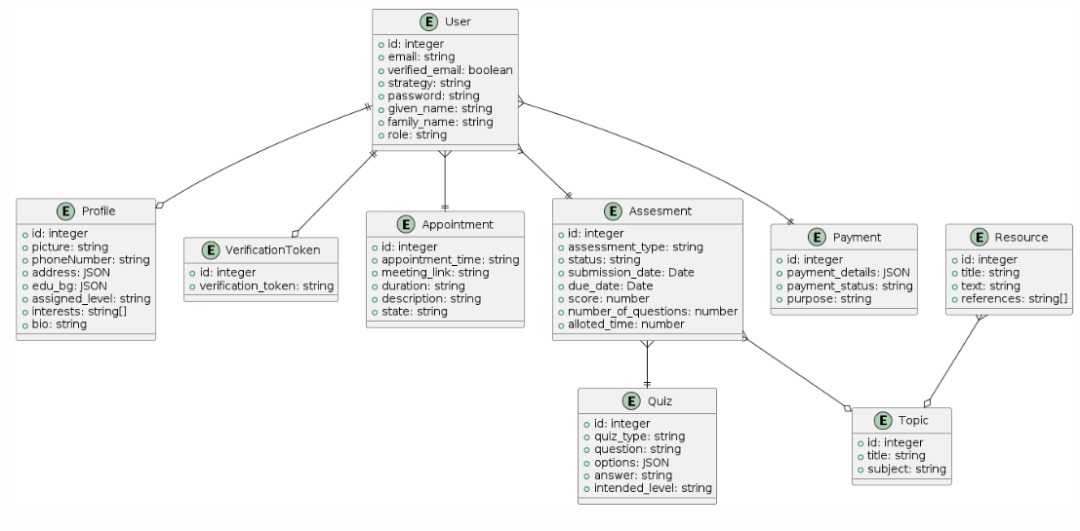 E User
id: integer
email: string
verified_email: boolean
strategy: string
password: string
given_name: string
family_name: string
role: string
E Profile
id: integer
picture: string
phoneNumber: string
address: JSON
edu_bg: JSON
assigned_level: string
interests: string[]
bio: string
E VerificationToken
id: integer
verification_token: string
E Appointment
id: integer
appointment_time: string
meeting_link: string
duration: string
description: string
state: string
E Assesment
id: integer
assessment_type: string
status: string
submission_date: Date
due_date: Date
score: number
number_of_questions: number
alloted_time: number
E Payment
id: integer
payment_details: JSON
payment_status: string
purpose: string
E Resource
id: integer
title: string
text: string
references: string[]
E Quiz
id: integer
quiz_type: string
question: string
options: JSON
answer: string
intended_level: string
E Topic
id: integer
title: string
subject: string